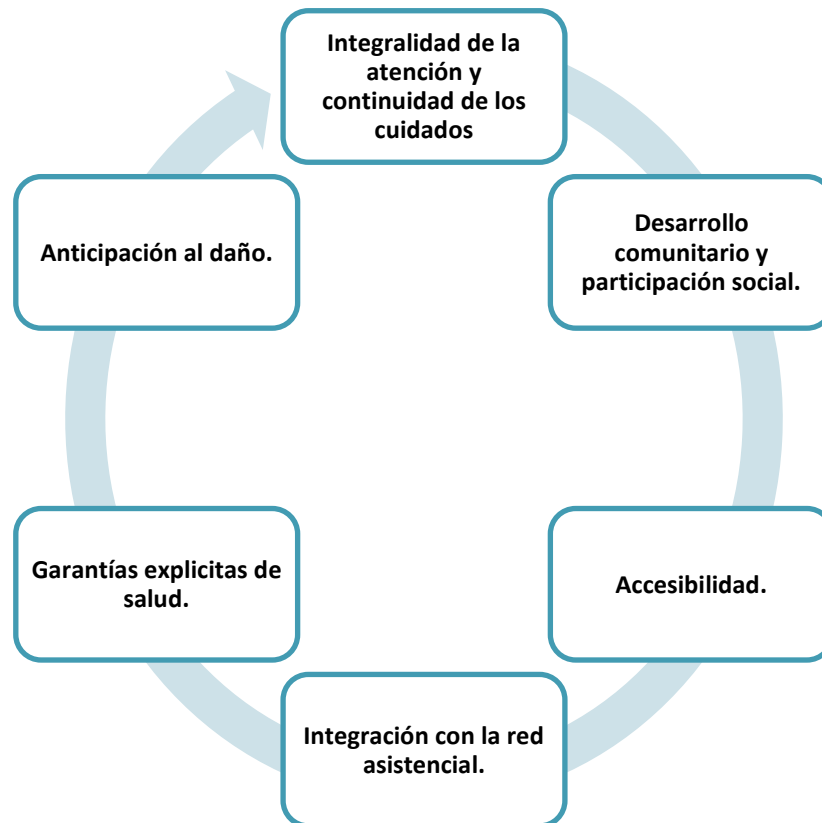 Integralidad de la
atención y
continuidad de los
cuidados
Desarrollo
comunitario y
participación social.
Accesibilidad.
Integración con la red
asistencial.
Garantías explicitas de
salud.
Anticipación al daño.